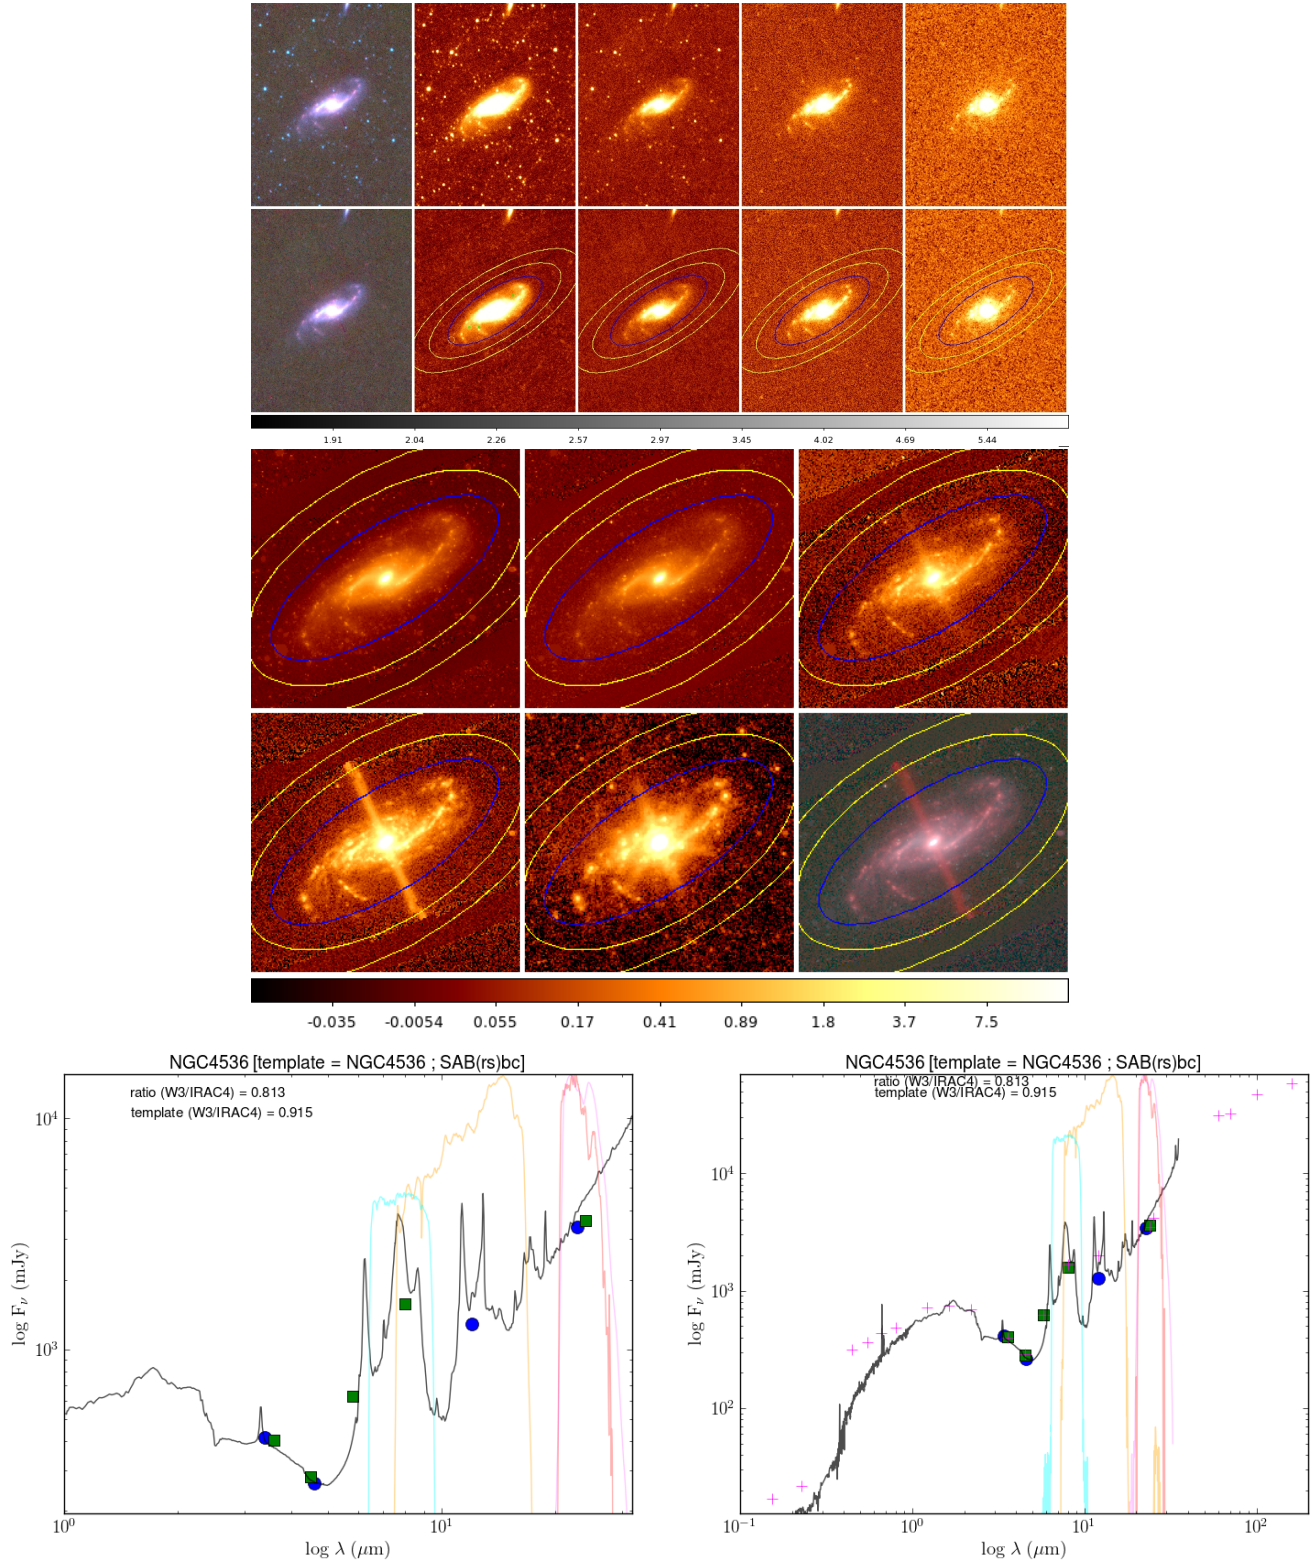 1.91 2.04 2.26 2.57 2.97 3.45 4.02 4.69 5.44
-0.035 -0.0054 0.055 0.17 0.41 0.89 1.8 3.7 7.5
NGC4536 [template = NGC4536 ; SAB(rs)bc]
ratio (W3/IRAC4) = 0.813
template (W3/IRAC4) = 0.915
10⁴
10³
log Fν (mJy)
10⁰ 10¹
log λ (μm)
NGC4536 [template = NGC4536 ; SAB(rs)bc]
ratio (W3/IRAC4) = 0.813
template (W3/IRAC4) = 0.915
10⁴
10³
10²
log Fν (mJy)
10⁻¹ 10⁰ 10¹ 10²
log λ (μm)